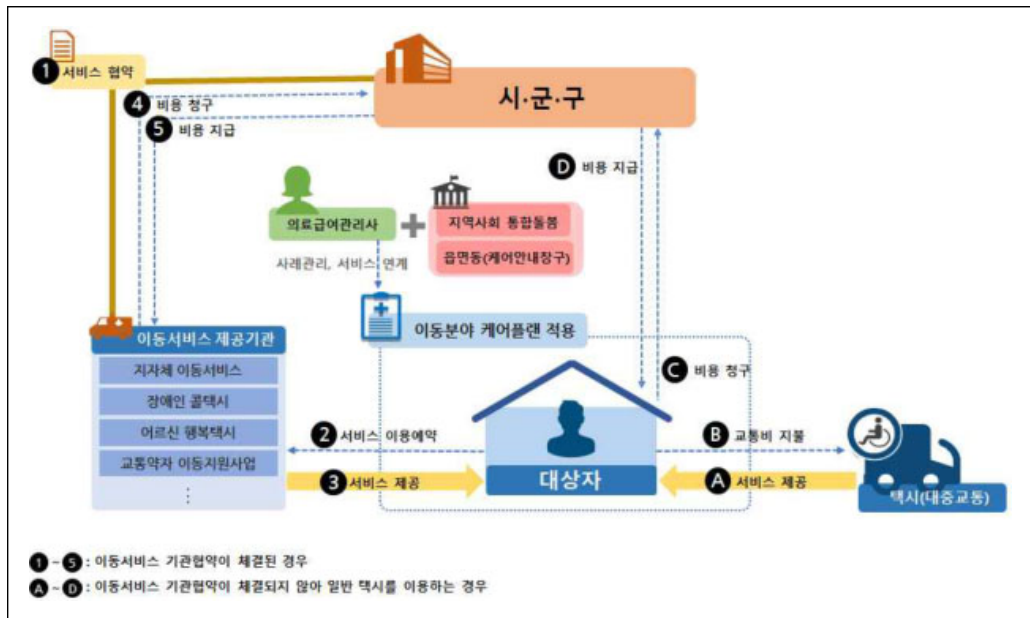 1 서비스 협약
시·군·구
4 비용 청구
5 비용 지급
D 비용 지급
의료급여관리사
지역사회 통합돌봄
읍면동(케어안내창구)
사례관리, 서비스 연계
이동분야 케어플랜 적용
이동서비스 제공기관
지자체 이동서비스
장애인 콜택시
어르신 행복택시
교통약자 이동지원사업
⋮
C 비용 청구
2 서비스 이용예약
B 교통비 지불
3 서비스 제공
대상자
A 서비스 제공
택시(대중교통)
1 ~ 5 : 이동서비스 기관협약이 체결된 경우
A ~ D : 이동서비스 기관협약이 체결되지 않아 일반 택시를 이용하는 경우